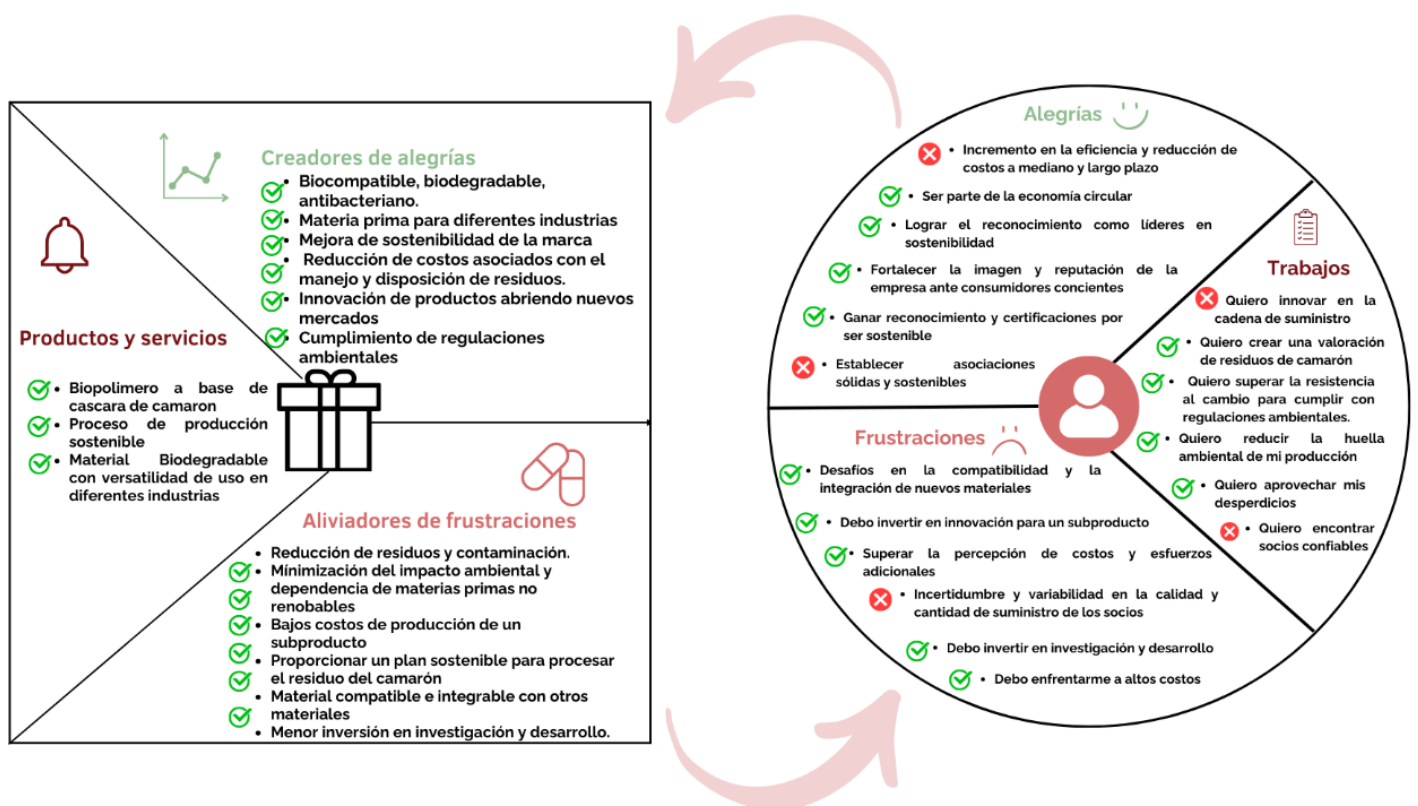 Creadores de alegrías
• Biocompatible, biodegradable,
antibacteriano.
• Materia prima para diferentes industrias
• Mejora de sostenibilidad de la marca
• Reducción de costos asociados con el
manejo y disposición de residuos.
• Innovación de productos abriendo nuevos
mercados
• Cumplimiento de regulaciones
ambientales
Productos y servicios
• Biopolimero a base de
cascara de camaron
• Proceso de producción
sostenible
• Material Biodegradable
con versatilidad de uso en
diferentes industrias
Aliviadores de frustraciones
• Reducción de residuos y contaminación.
• Mínimización del impacto ambiental y
dependencia de materias primas no
renobables
• Bajos costos de producción de un
subproducto
• Proporcionar un plan sostenible para procesar
el residuo del camarón
• Material compatible e integrable con otros
materiales
• Menor inversión en investigación y desarrollo.
Alegrías
• Incremento en la eficiencia y reducción de
costos a mediano y largo plazo
• Ser parte de la economía circular
• Lograr el reconocimiento como líderes en
sostenibilidad
• Fortalecer la imagen y reputación de la
empresa ante consumidores concientes
• Ganar reconocimiento y certificaciones por
ser sostenible
• Establecer asociaciones
sólidas y sostenibles
Trabajos
• Quiero innovar en la
cadena de suministro
• Quiero crear una valoración
de residuos de camarón
• Quiero superar la resistencia
al cambio para cumplir con
regulaciones ambientales.
• Quiero reducir la huella
ambiental de mi producción
• Quiero aprovechar mis
desperdicios
• Quiero encontrar
socios confiables
Frustraciones
• Desafíos en la compatibilidad y la
integración de nuevos materiales
• Debo invertir en innovación para un subproducto
• Superar la percepción de costos y esfuerzos
adicionales
• Incertidumbre y variabilidad en la calidad y
cantidad de suministro de los socios
• Debo invertir en investigación y desarrollo
• Debo enfrentarme a altos costos